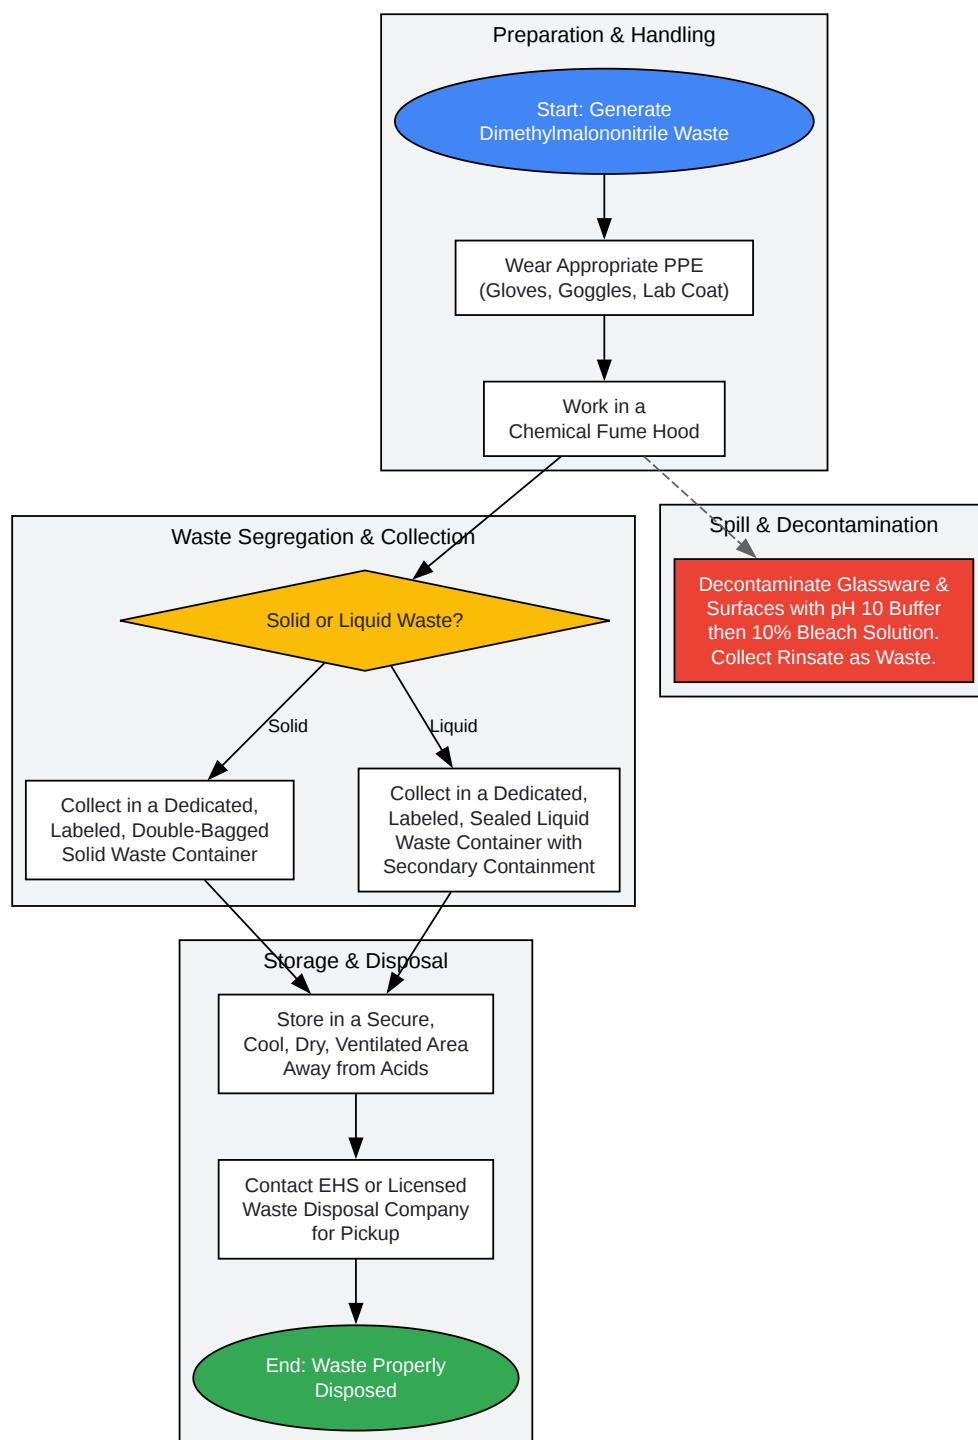 Preparation & Handling
Start: Generate
Dimethylmalononitrile Waste
Wear Appropriate PPE
(Gloves, Goggles, Lab Coat)
Work in a
Chemical Fume Hood
Waste Segregation & Collection
Solid or Liquid Waste?
Solid
Liquid
Collect in a Dedicated,
Labeled, Double-Bagged
Solid Waste Container
Collect in a Dedicated,
Labeled, Sealed Liquid
Waste Container with
Secondary Containment
Spill & Decontamination
Decontaminate Glassware &
Surfaces with pH 10 Buffer
then 10% Bleach Solution.
Collect Rinsate as Waste.
Storage & Disposal
Store in a Secure,
Cool, Dry, Ventilated Area
Away from Acids
Contact EHS or Licensed
Waste Disposal Company
for Pickup
End: Waste Properly
Disposed